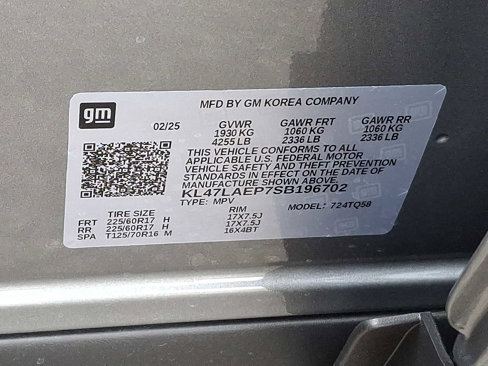 gm
MFD BY GM KOREA COMPANY
02/25 GVWR GAWR FRT GAWR RR
1930 KG 1060 KG 1060 KG
4255 LB 2336 LB 2336 LB
THIS VEHICLE CONFORMS TO ALL
APPLICABLE U.S. FEDERAL MOTOR
VEHICLE SAFETY AND THEFT PREVENTION
STANDARDS IN EFFECT ON THE DATE OF
MANUFACTURE SHOWN ABOVE.
KL47LAEP7SB196702
TYPE: MPV MODEL: 724TQ58
TIRE SIZE RIM
FRT 225/60R17 H 17X7.5J
RR 225/60R17 H 17X7.5J
SPA T125/70R16 M 16X4BT